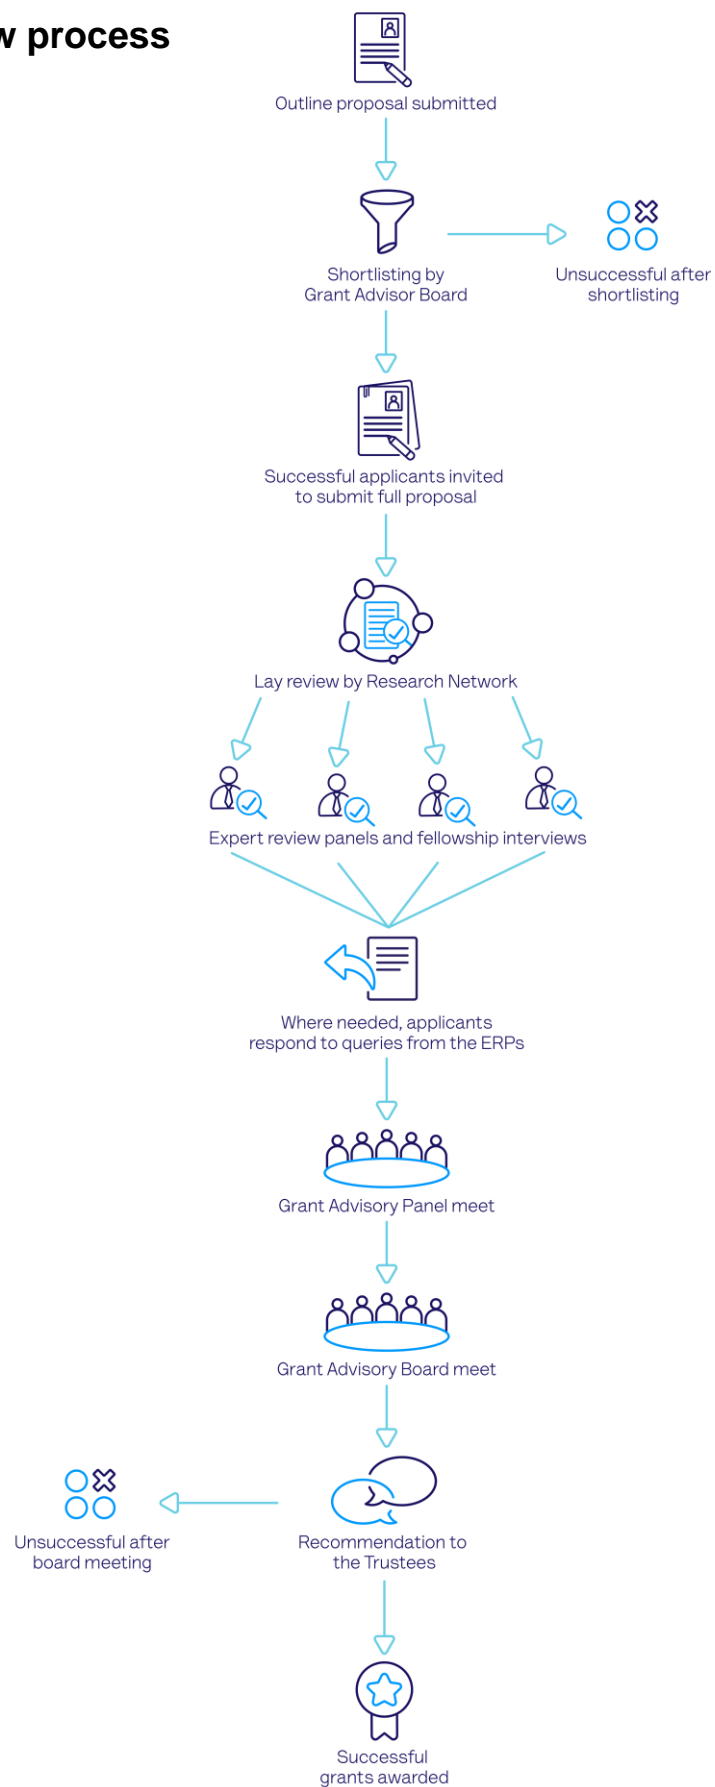 w process
Outline proposal submitted
Shortlisting by
Grant Advisor Board
Unsuccessful after
shortlisting
Successful applicants invited
to submit full proposal
Lay review by Research Network
Expert review panels and fellowship interviews
Where needed, applicants
respond to queries from the ERPs
Grant Advisory Panel meet
Grant Advisory Board meet
Unsuccessful after
board meeting
Recommendation to
the Trustees
Successful
grants awarded